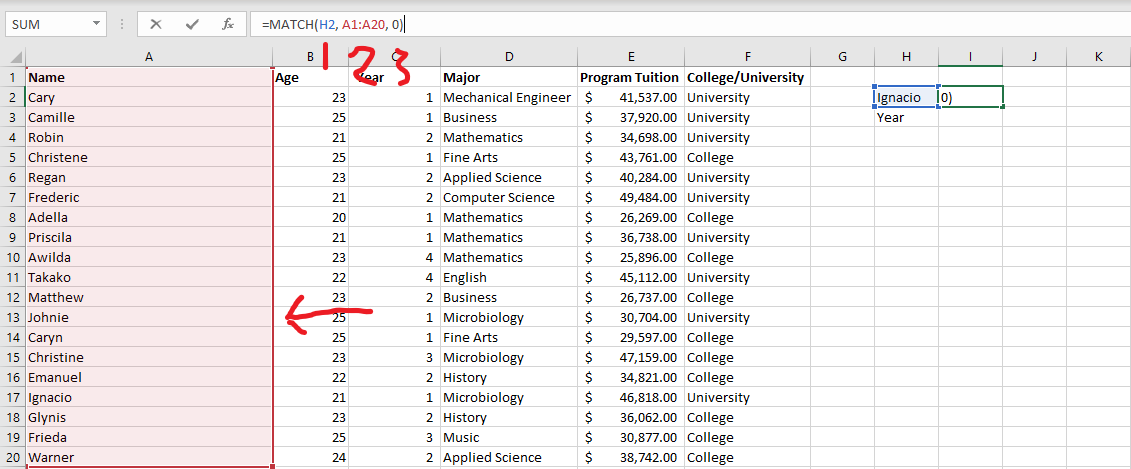 SUM fx =MATCH(H2, A1:A20, 0)
1 2 3
A B C D E F G H I J K
1 Name Age Year Major Program Tuition College/University
2 Cary 23 1 Mechanical Engineer $ 41,537.00 University Ignacio 0)
3 Camille 25 1 Business $ 37,920.00 University Year
4 Robin 21 2 Mathematics $ 34,698.00 University
5 Christene 25 1 Fine Arts $ 43,761.00 College
6 Regan 23 2 Applied Science $ 40,284.00 University
7 Frederic 21 2 Computer Science $ 49,484.00 University
8 Adella 20 1 Mathematics $ 26,269.00 College
9 Priscila 21 1 Mathematics $ 36,738.00 University
10 Awilda 23 4 Mathematics $ 25,896.00 College
11 Takako 22 4 English $ 45,112.00 University
12 Matthew 23 2 Business $ 26,737.00 College
13 Johnie 25 1 Microbiology $ 30,704.00 University
14 Caryn 25 1 Fine Arts $ 29,597.00 College
15 Christine 23 3 Microbiology $ 47,159.00 College
16 Emanuel 22 2 History $ 34,821.00 College
17 Ignacio 21 1 Microbiology $ 46,818.00 University
18 Glynis 23 2 History $ 36,062.00 College
19 Frieda 25 3 Music $ 30,877.00 College
20 Warner 24 2 Applied Science $ 38,742.00 College